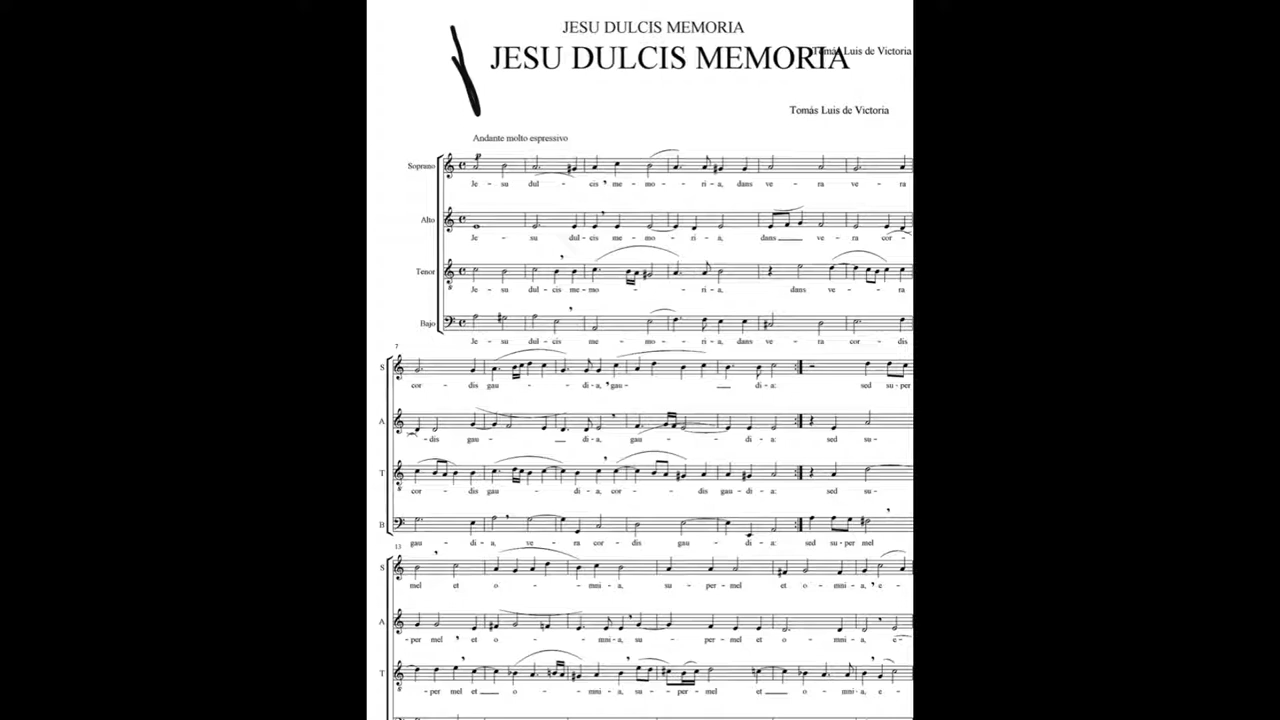 JESU DULCIS MEMORIA
Tomás Luis de Victoria
JESU DULCIS MEMORIA
Tomás Luis de Victoria
Andante molto espressivo
p
Soprano
Je - su dul - cis me - mo - ri - a, dans ve - ra ve - ra
Alto
Je - su dul - cis me - mo - ri - a, dans ve - ra cor -
Tenor
Je - su dul - cis me - mo - ri - a, dans ve - ra
Bajo
Je - su dul - cis me - mo - ri - a, dans ve - ra cor - dis
7
S
cor - dis gau - di - a, gau - di - a: sed su per
A
- dis gau - di - a, gau - di - a: sed su -
T
cor - dis gau - di - a, cor - dis gau - di - a: sed su -
B
gau - di - a, ve - ra cor - dis gau - di - a: sed su - per mel
13
S
mel et o - mni - a, su - per - mel et o - mni - a, e -
A
- per mel et o - mni - a, su - per - mel et o - mni - a, e -
T
- per mel et o - mni - a, su - per - mel et o - mni - a, e -